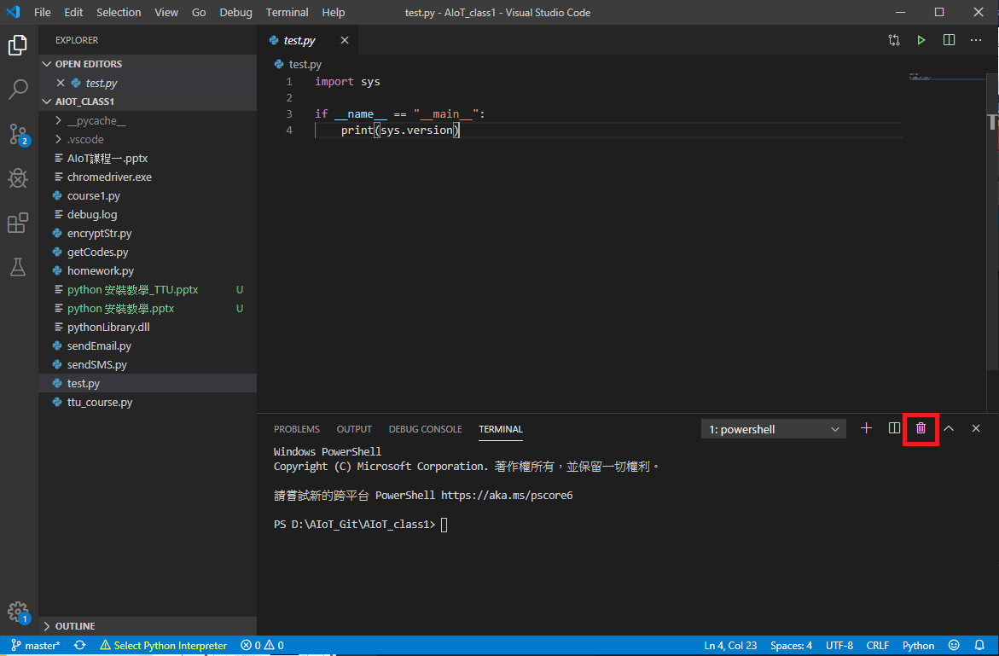 File Edit Selection View Go Debug Terminal Help test.py - AIoT_class1 - Visual Studio Code
EXPLORER
OPEN EDITORS
test.py
AIOT_CLASS1
__pycache__
.vscode
AIoT課程一.pptx
chromedriver.exe
course1.py
debug.log
encryptStr.py
getCodes.py
homework.py
python 安裝教學_TTU.pptx U
python 安裝教學.pptx U
pythonLibrary.dll
sendEmail.py
sendSMS.py
test.py
ttu_course.py
OUTLINE
2
1
test.py
test.py
1 import sys
2
3 if __name__ == "__main__":
4 print(sys.version)
PROBLEMS OUTPUT DEBUG CONSOLE TERMINAL 1: powershell
Windows PowerShell
Copyright (C) Microsoft Corporation. 著作權所有，並保留一切權利。
請嘗試新的跨平台 PowerShell https://aka.ms/pscore6
PS D:\AIoT_Git\AIoT_class1>
master* Select Python Interpreter 0 0 Ln 4, Col 23 Spaces: 4 UTF-8 CRLF Python